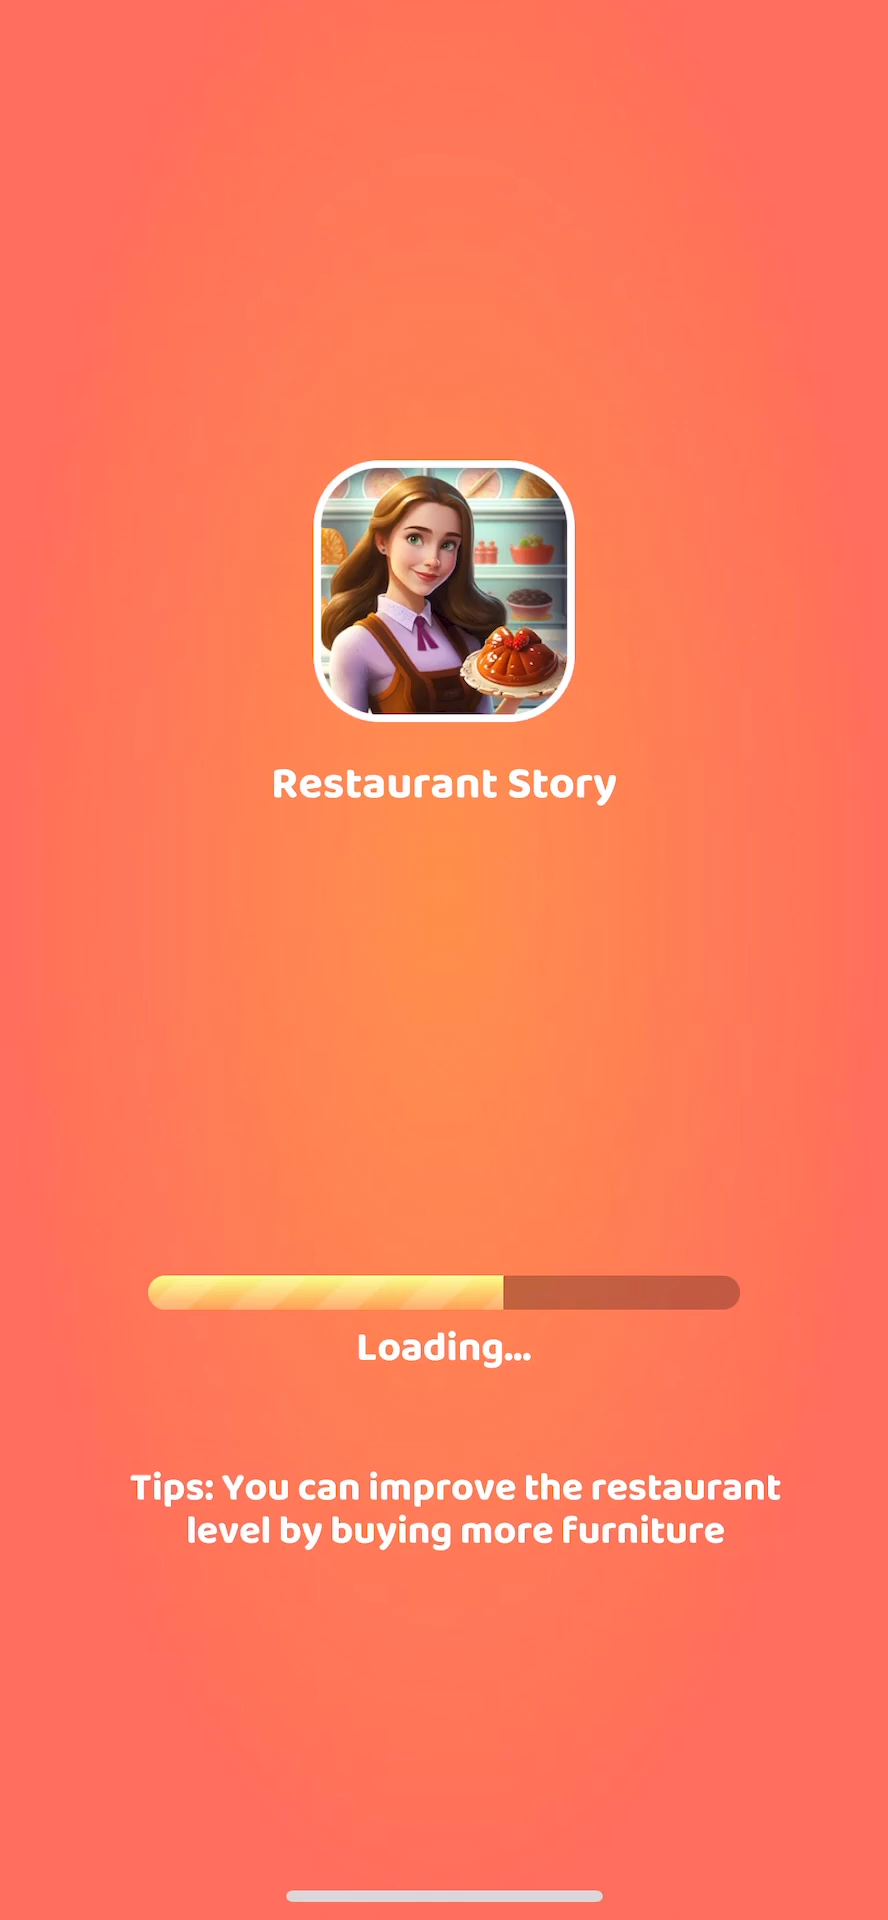 Restaurant Story
Loading...
Tips: You can improve the restaurant
level by buying more furniture